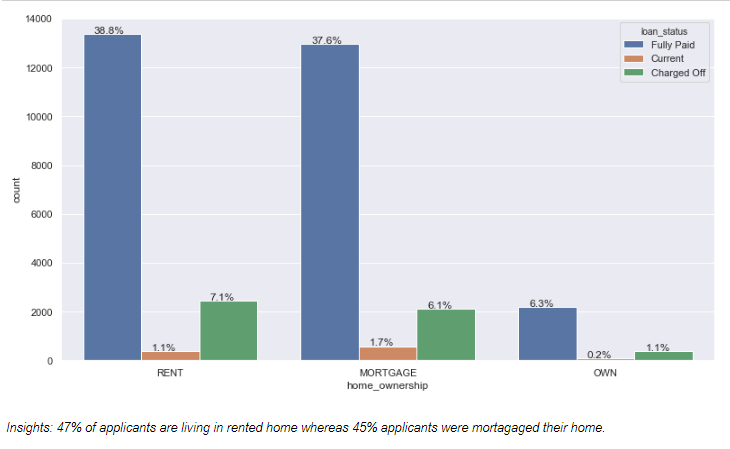 14000
12000
10000
8000
6000
4000
2000
0
count
38.8%
1.1%
7.1%
37.6%
1.7%
6.1%
6.3%
0.2%
1.1%
loan_status
Fully Paid
Current
Charged Off
RENT
MORTGAGE
OWN
home_ownership
Insights: 47% of applicants are living in rented home whereas 45% applicants were mortagaged their home.